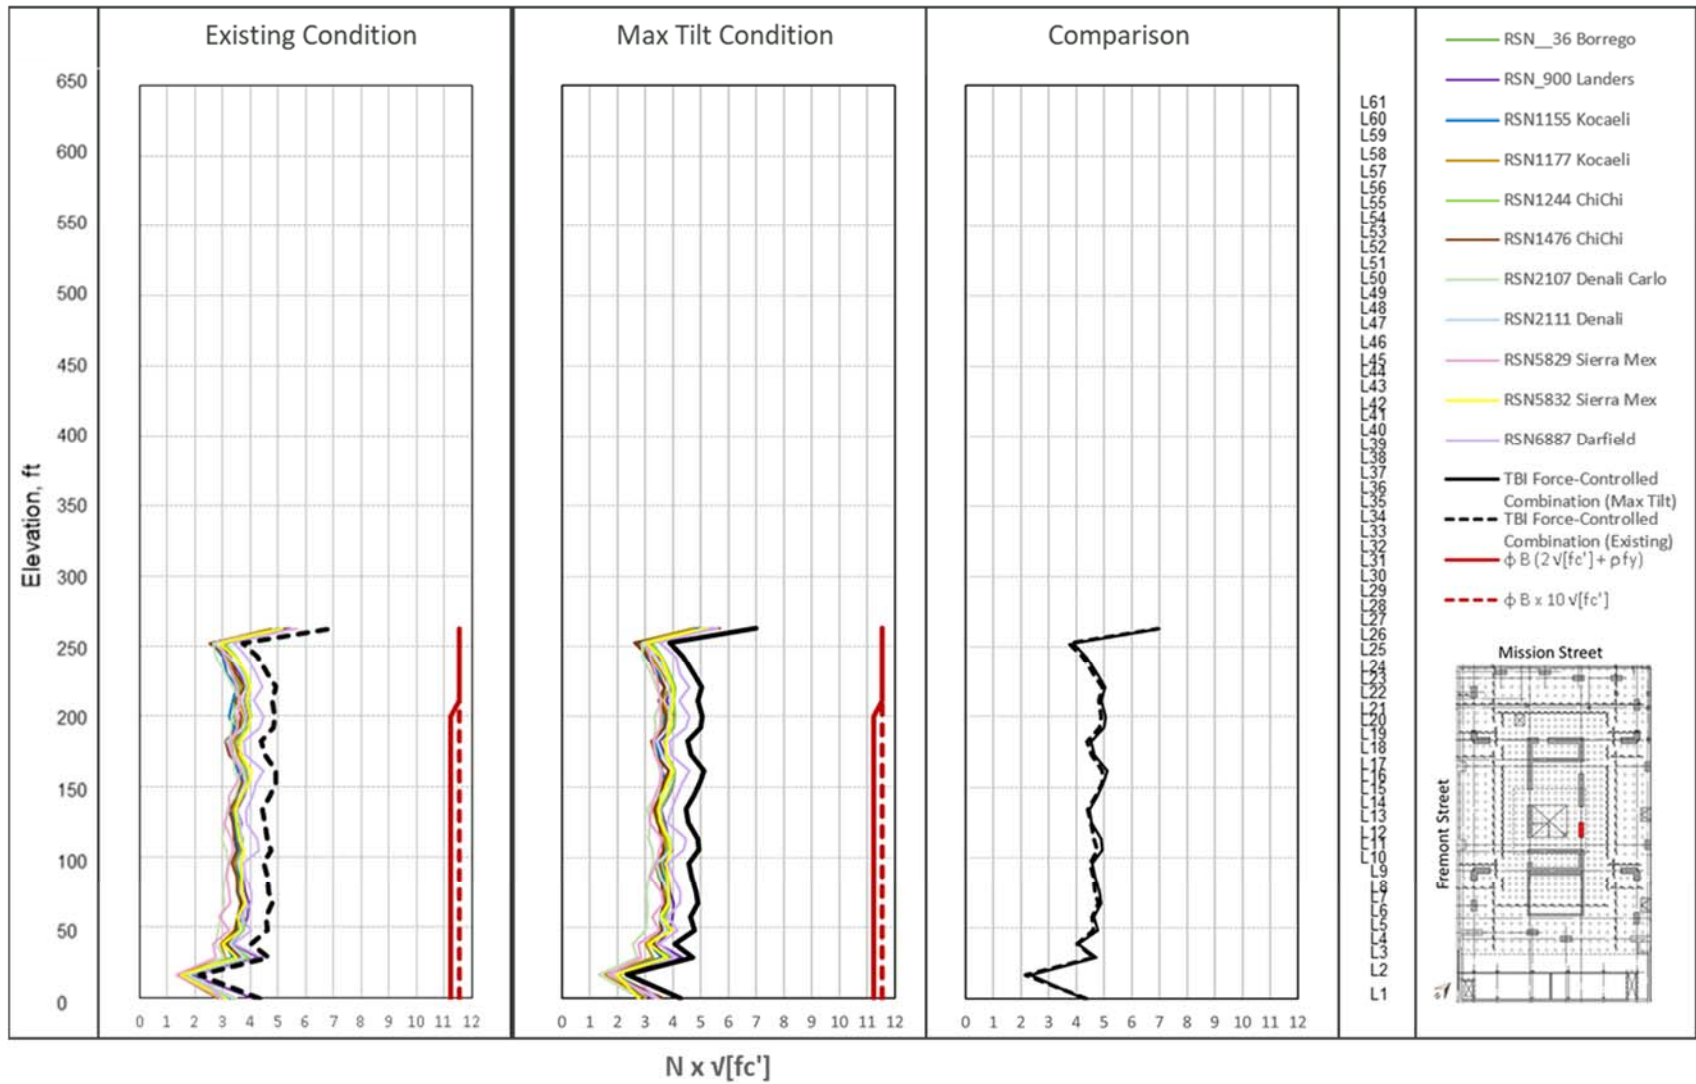 Existing Condition
Max Tilt Condition
Comparison
Elevation, ft
650
600
550
500
450
400
350
300
250
200
150
100
50
0
0 1 2 3 4 5 6 7 8 9 10 11 12
0 1 2 3 4 5 6 7 8 9 10 11 12
0 1 2 3 4 5 6 7 8 9 10 11 12
N x √[fc']
L61
L60
L59
L58
L57
L56
L55
L54
L53
L52
L51
L50
L49
L48
L47
L46
L45
L44
L43
L42
L41
L40
L39
L38
L37
L36
L35
L34
L33
L32
L31
L30
L29
L28
L27
L26
L25
L24
L23
L22
L21
L20
L19
L18
L17
L16
L15
L14
L13
L12
L11
L10
L9
L8
L7
L6
L5
L4
L3
L2
L1
RSN__36 Borrego
RSN_900 Landers
RSN1155 Kocaeli
RSN1177 Kocaeli
RSN1244 ChiChi
RSN1476 ChiChi
RSN2107 Denali Carlo
RSN2111 Denali
RSN5829 Sierra Mex
RSN5832 Sierra Mex
RSN6887 Darfield
TBI Force-Controlled
Combination (Max Tilt)
TBI Force-Controlled
Combination (Existing)
ϕ B (2 √[fc'] + ρ fy)
ϕ B x 10 √[fc']
Mission Street
Fremont Street